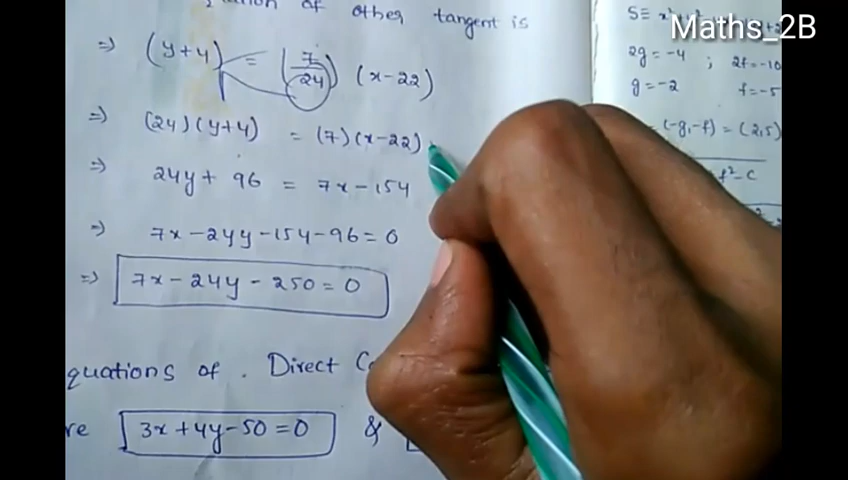 of other tangent is
⇒ (y+4) = (7/24) (x-22)
⇒ (24)(y+4) = (7)(x-22)
⇒ 24y + 96 = 7x - 154
⇒ 7x - 24y - 154 - 96 = 0
⇒ 7x - 24y - 250 = 0
quations of . Direct
re 3x + 4y - 50 = 0 &
Maths_2B
2g = -4 ; 2f = -10
g = -2 f = -5
(-g,-f) = (2,5)